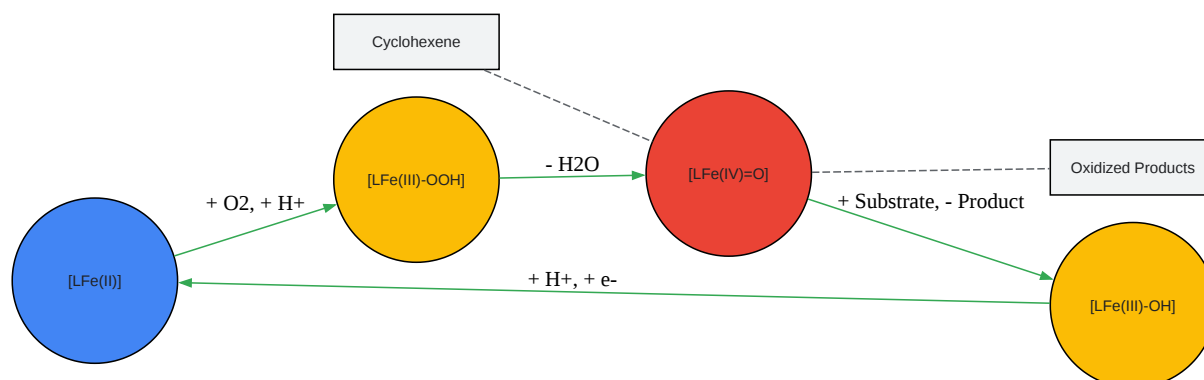 Cyclohexene
[LFe(III)-OOH]
- H2O
[LFe(IV)=O]
Oxidized Products
+ O2, + H+
+ Substrate, - Product
[LFe(II)]
+ H+, + e-
[LFe(III)-OH]